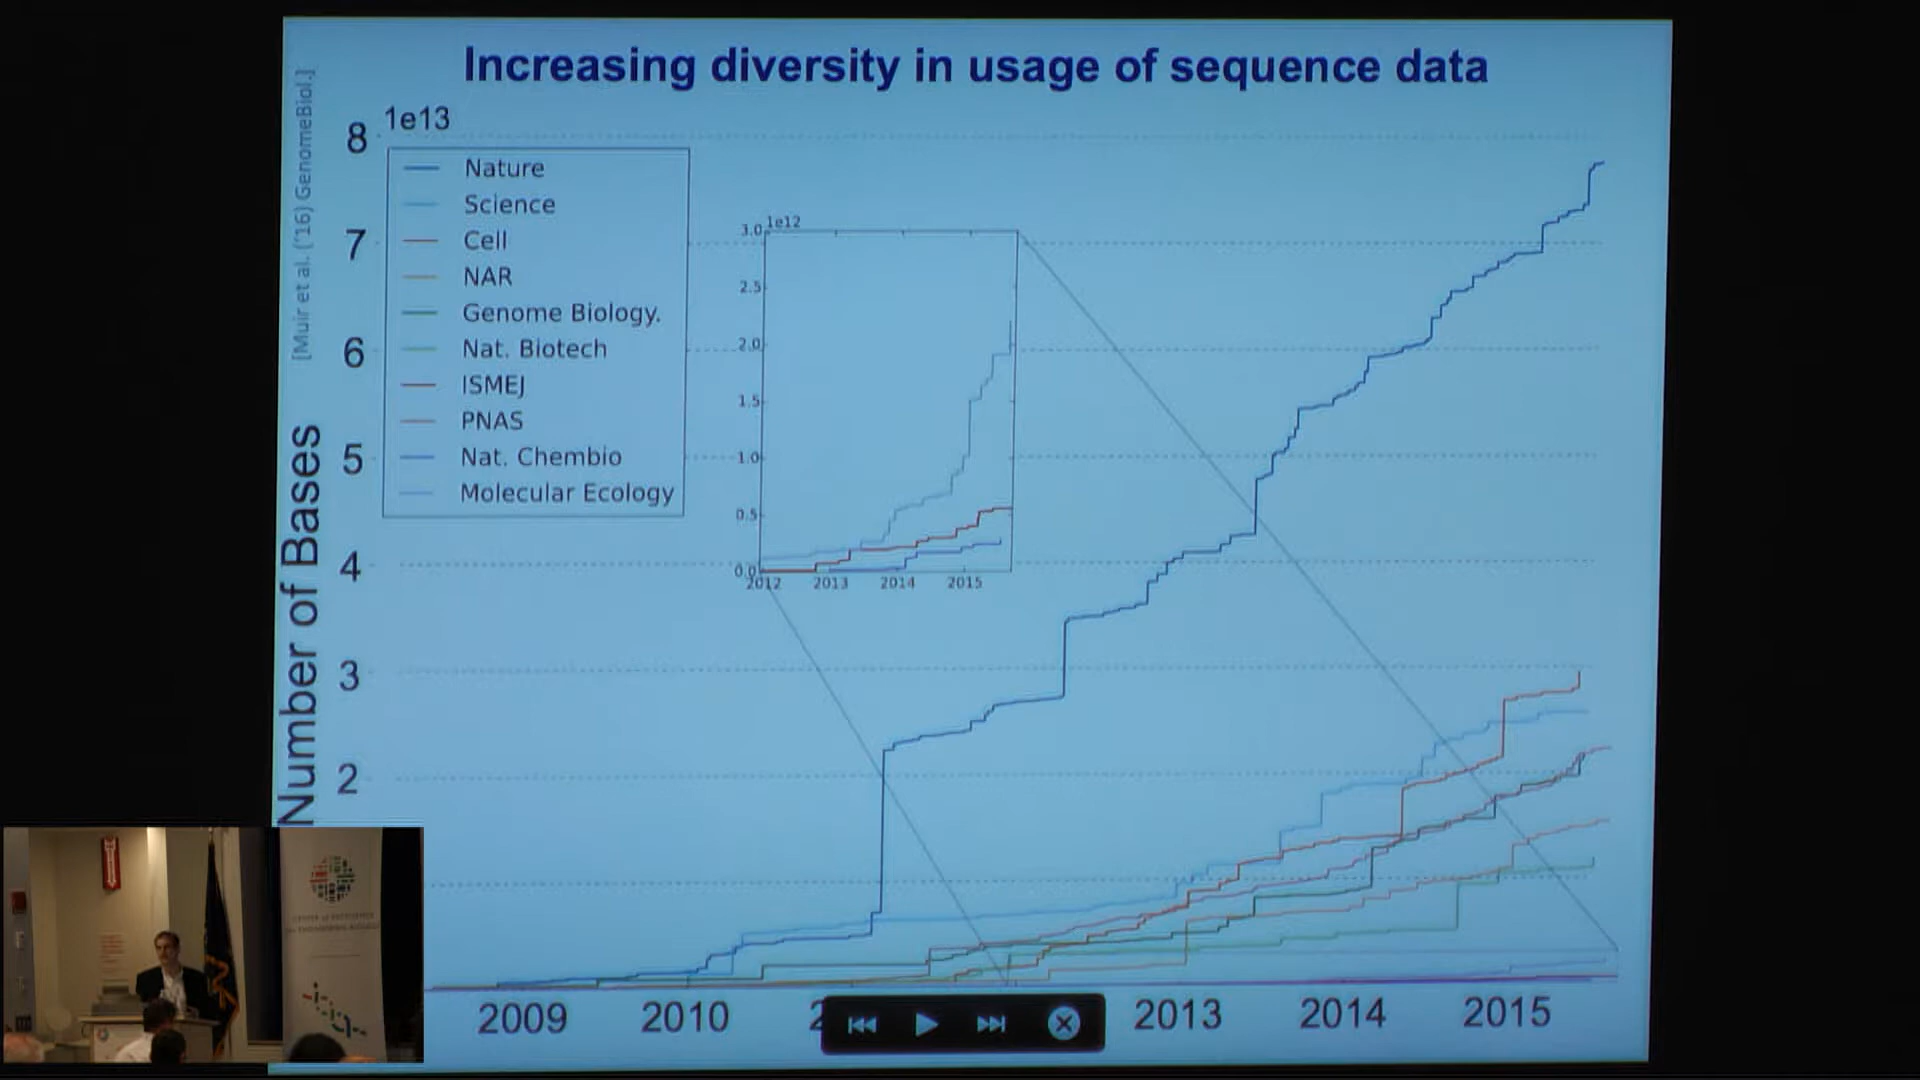 Increasing diversity in usage of sequence data
[Muir et al. ('16) GenomeBiol.]
Number of Bases
1e13
8
7
6
5
4
3
2
Nature
Science
Cell
NAR
Genome Biology.
Nat. Biotech
ISMEJ
PNAS
Nat. Chembio
Molecular Ecology
1e12
3.0
2.5
2.0
1.5
1.0
0.5
0.0
2012 2013 2014 2015
2009 2010 2 2013 2014 2015